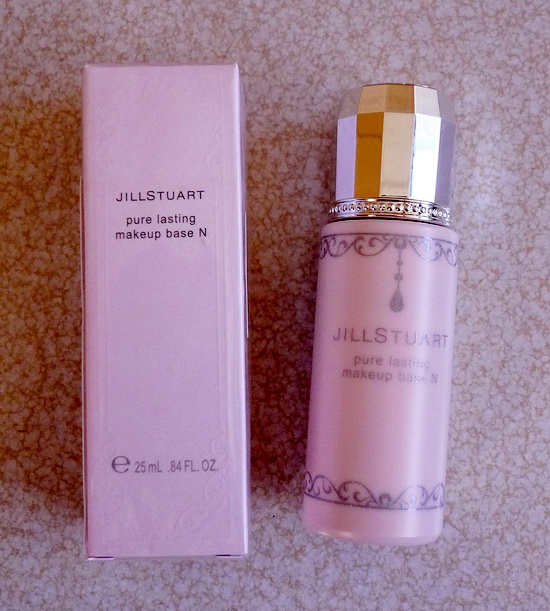 JILLSTUART
pure lasting
makeup base N
℮ 25 mL .84 FL. OZ.
JILLSTUART
pure lasting
makeup base N